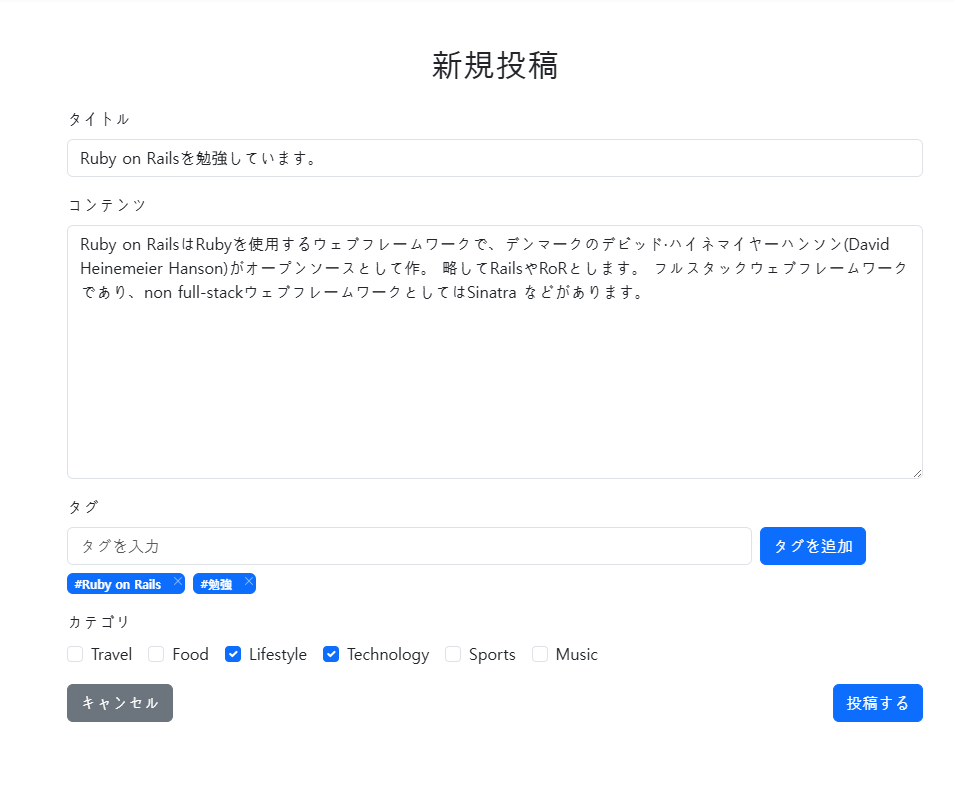 新規投稿
タイトル
Ruby on Railsを勉強しています。
コンテンツ
Ruby on RailsはRubyを使用するウェブフレームワークで、デンマークのデビッド·ハイネマイヤーハンソン(David
Heinemeier Hanson)がオープンソースとして作。 略してRailsやRoRとします。 フルスタックウェブフレームワーク
であり、non full-stackウェブフレームワークとしてはSinatra などがあります。
タグ
タグを入力 タグを追加
#Ruby on Rails #勉強
カテゴリ
Travel Food Lifestyle Technology Sports Music
キャンセル 投稿する